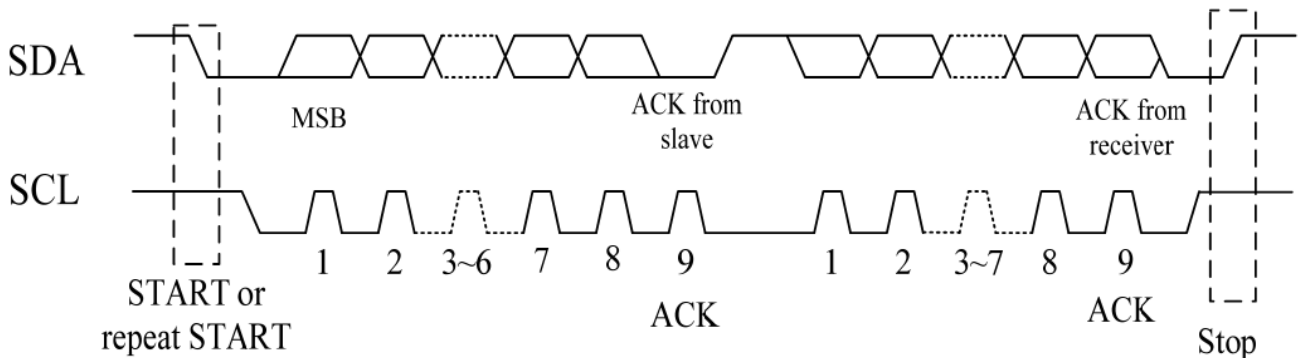 SDA
MSB
ACK from
slave
ACK from
receiver
SCL
1 2 3~6 7 8 9 1 2 3~7 8 9
START or
repeat START
ACK
ACK
Stop